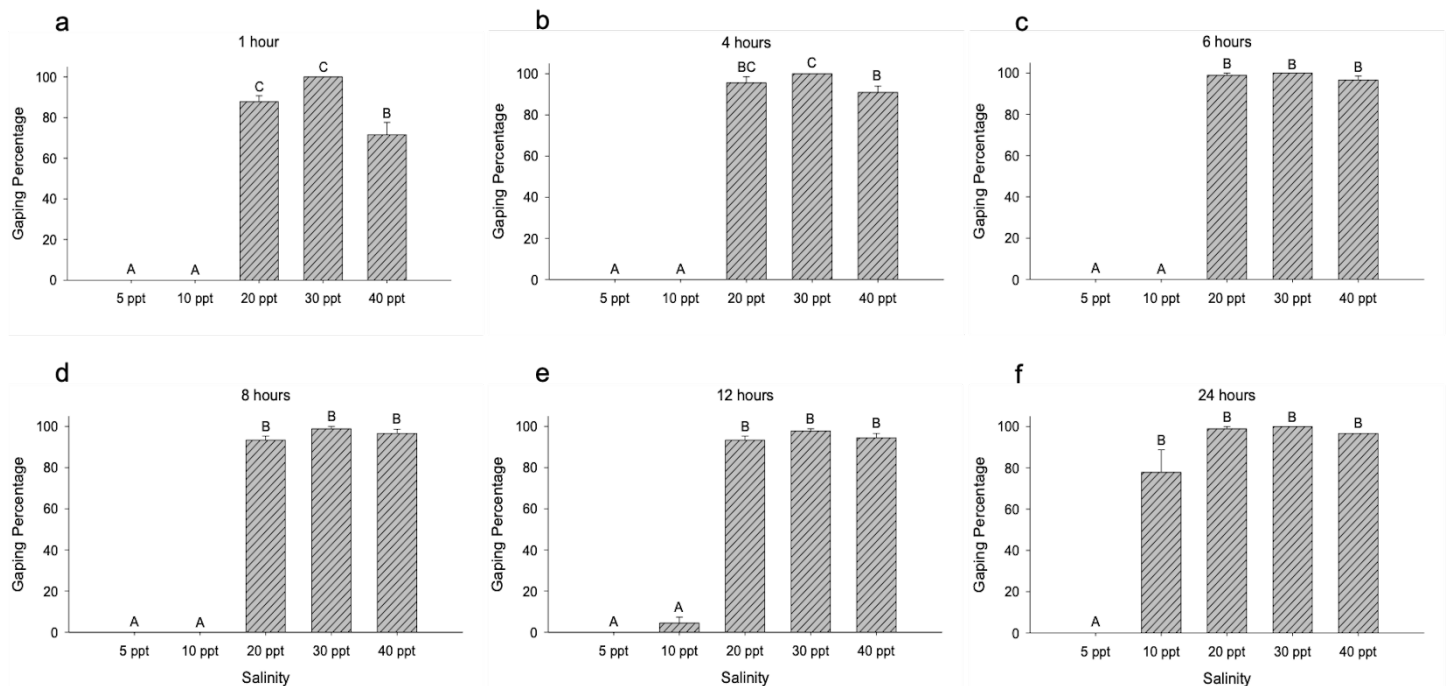 a
1 hour
Gaping Percentage
100
80
60
40
20
0
A
A
C
C
B
5 ppt
10 ppt
20 ppt
30 ppt
40 ppt
b
4 hours
Gaping Percentage
100
80
60
40
20
0
A
A
BC
C
B
5 ppt
10 ppt
20 ppt
30 ppt
40 ppt
c
6 hours
Gaping Percentage
100
80
60
40
20
0
A
A
B
B
B
5 ppt
10 ppt
20 ppt
30 ppt
40 ppt
d
8 hours
Gaping Percentage
100
80
60
40
20
0
A
A
B
B
B
5 ppt
10 ppt
20 ppt
30 ppt
40 ppt
Salinity
e
12 hours
Gaping Percentage
100
80
60
40
20
0
A
A
B
B
B
5 ppt
10 ppt
20 ppt
30 ppt
40 ppt
Salinity
f
24 hours
Gaping Percentage
100
80
60
40
20
0
A
B
B
B
B
5 ppt
10 ppt
20 ppt
30 ppt
40 ppt
Salinity